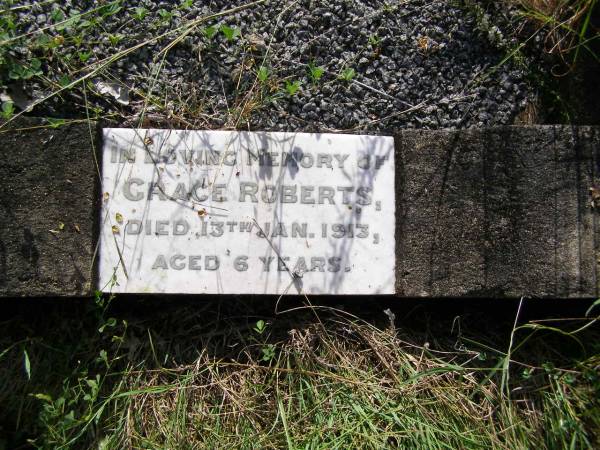 IN LOVING MEMORY OF
GRACE ROBERTS,
DIED 13TH JAN. 1913,
AGED 6 YEARS.